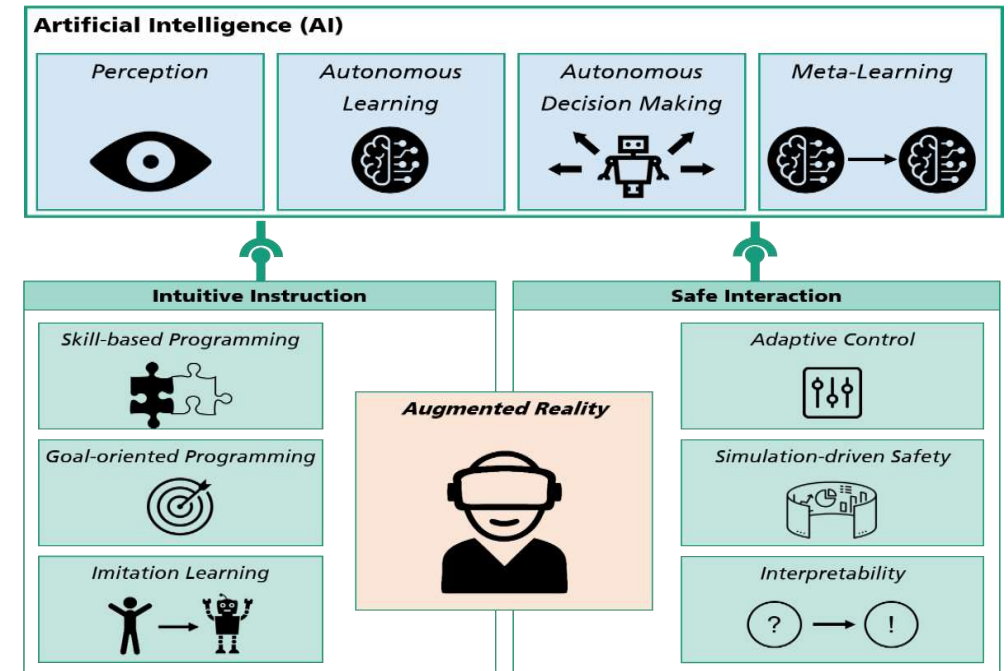 Artificial Intelligence (AI)
Perception
Autonomous
Learning
Autonomous
Decision Making
Meta-Learning
Intuitive Instruction
Skill-based Programming
Goal-oriented Programming
Imitation Learning
Augmented Reality
Safe Interaction
Adaptive Control
Simulation-driven Safety
Interpretability
?
!